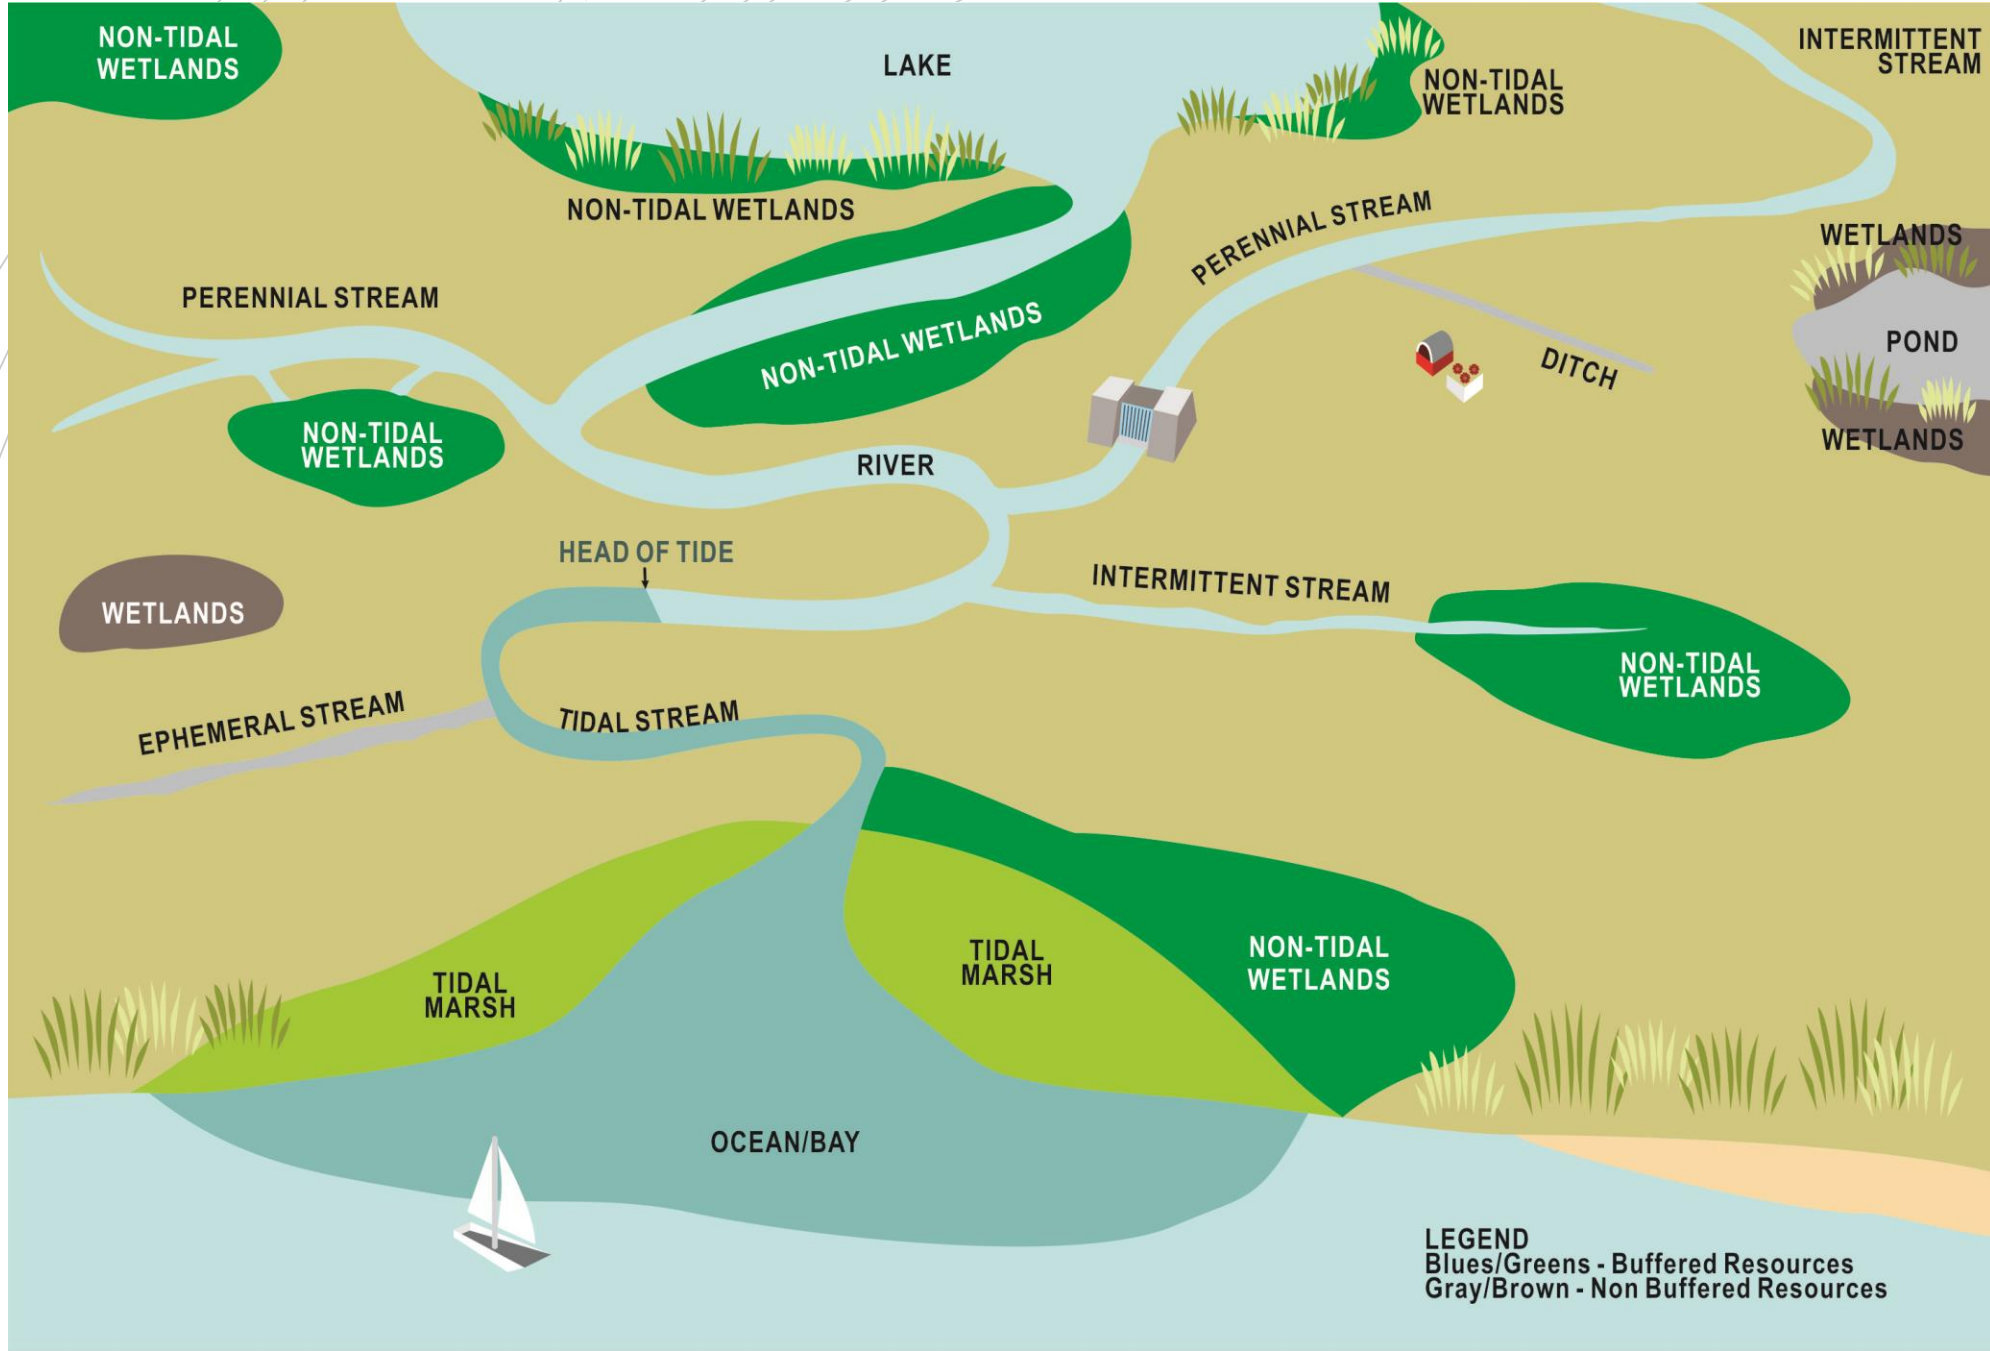 NON-TIDAL
WETLANDS
LAKE
INTERMITTENT
STREAM
NON-TIDAL
WETLANDS
NON-TIDAL WETLANDS
PERENNIAL STREAM
WETLANDS
PERENNIAL STREAM
NON-TIDAL WETLANDS
POND
DITCH
NON-TIDAL
WETLANDS
WETLANDS
RIVER
HEAD OF TIDE
INTERMITTENT STREAM
WETLANDS
NON-TIDAL
WETLANDS
EPHEMERAL STREAM
TIDAL STREAM
TIDAL
MARSH
TIDAL
MARSH
NON-TIDAL
WETLANDS
OCEAN/BAY
LEGEND
Blues/Greens - Buffered Resources
Gray/Brown - Non Buffered Resources